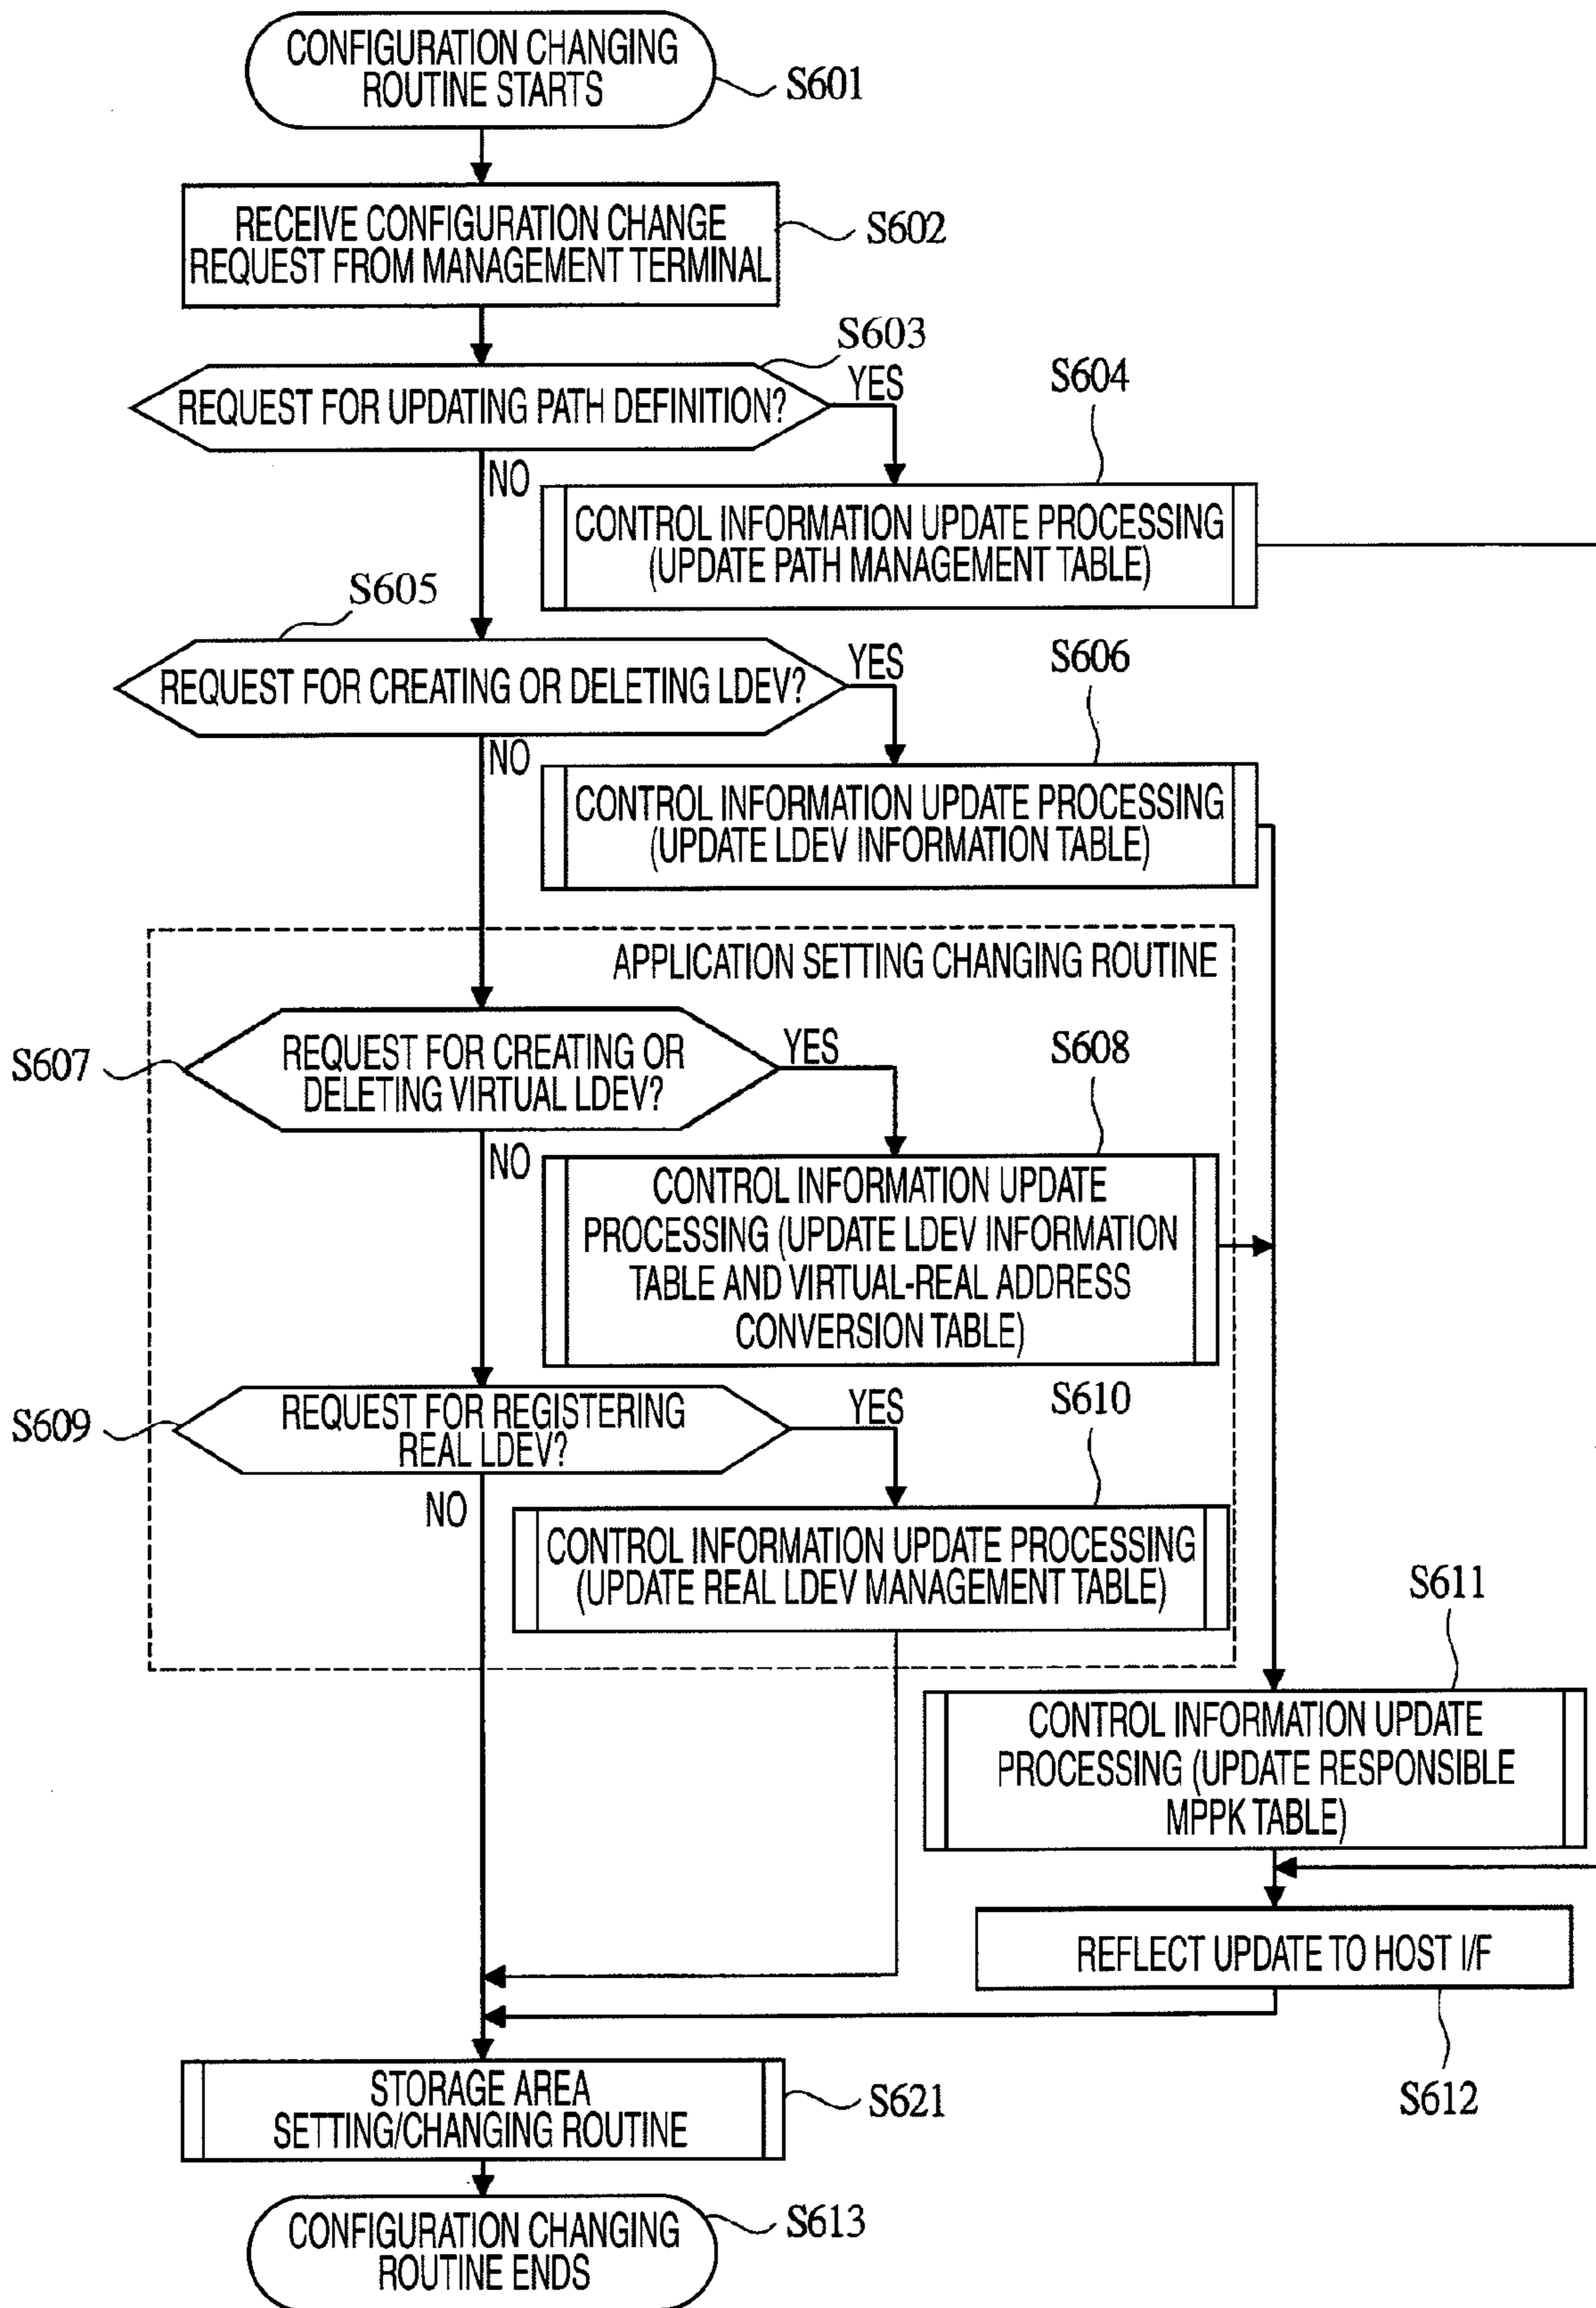 CONFIGURATION CHANGING
ROUTINE STARTS
S601
RECEIVE CONFIGURATION CHANGE
REQUEST FROM MANAGEMENT TERMINAL
S602
S603
REQUEST FOR UPDATING PATH DEFINITION?
YES
NO
S604
CONTROL INFORMATION UPDATE PROCESSING
(UPDATE PATH MANAGEMENT TABLE)
S605
REQUEST FOR CREATING OR DELETING LDEV?
YES
NO
S606
CONTROL INFORMATION UPDATE PROCESSING
(UPDATE LDEV INFORMATION TABLE)
APPLICATION SETTING CHANGING ROUTINE
S607
REQUEST FOR CREATING OR
DELETING VIRTUAL LDEV?
YES
NO
S608
CONTROL INFORMATION UPDATE
PROCESSING (UPDATE LDEV INFORMATION
TABLE AND VIRTUAL-REAL ADDRESS
CONVERSION TABLE)
S609
REQUEST FOR REGISTERING
REAL LDEV?
YES
NO
S610
CONTROL INFORMATION UPDATE PROCESSING
(UPDATE REAL LDEV MANAGEMENT TABLE)
S611
CONTROL INFORMATION UPDATE
PROCESSING (UPDATE RESPONSIBLE
MPPK TABLE)
REFLECT UPDATE TO HOST I/F
S612
STORAGE AREA
SETTING/CHANGING ROUTINE
S621
CONFIGURATION CHANGING
ROUTINE ENDS
S613